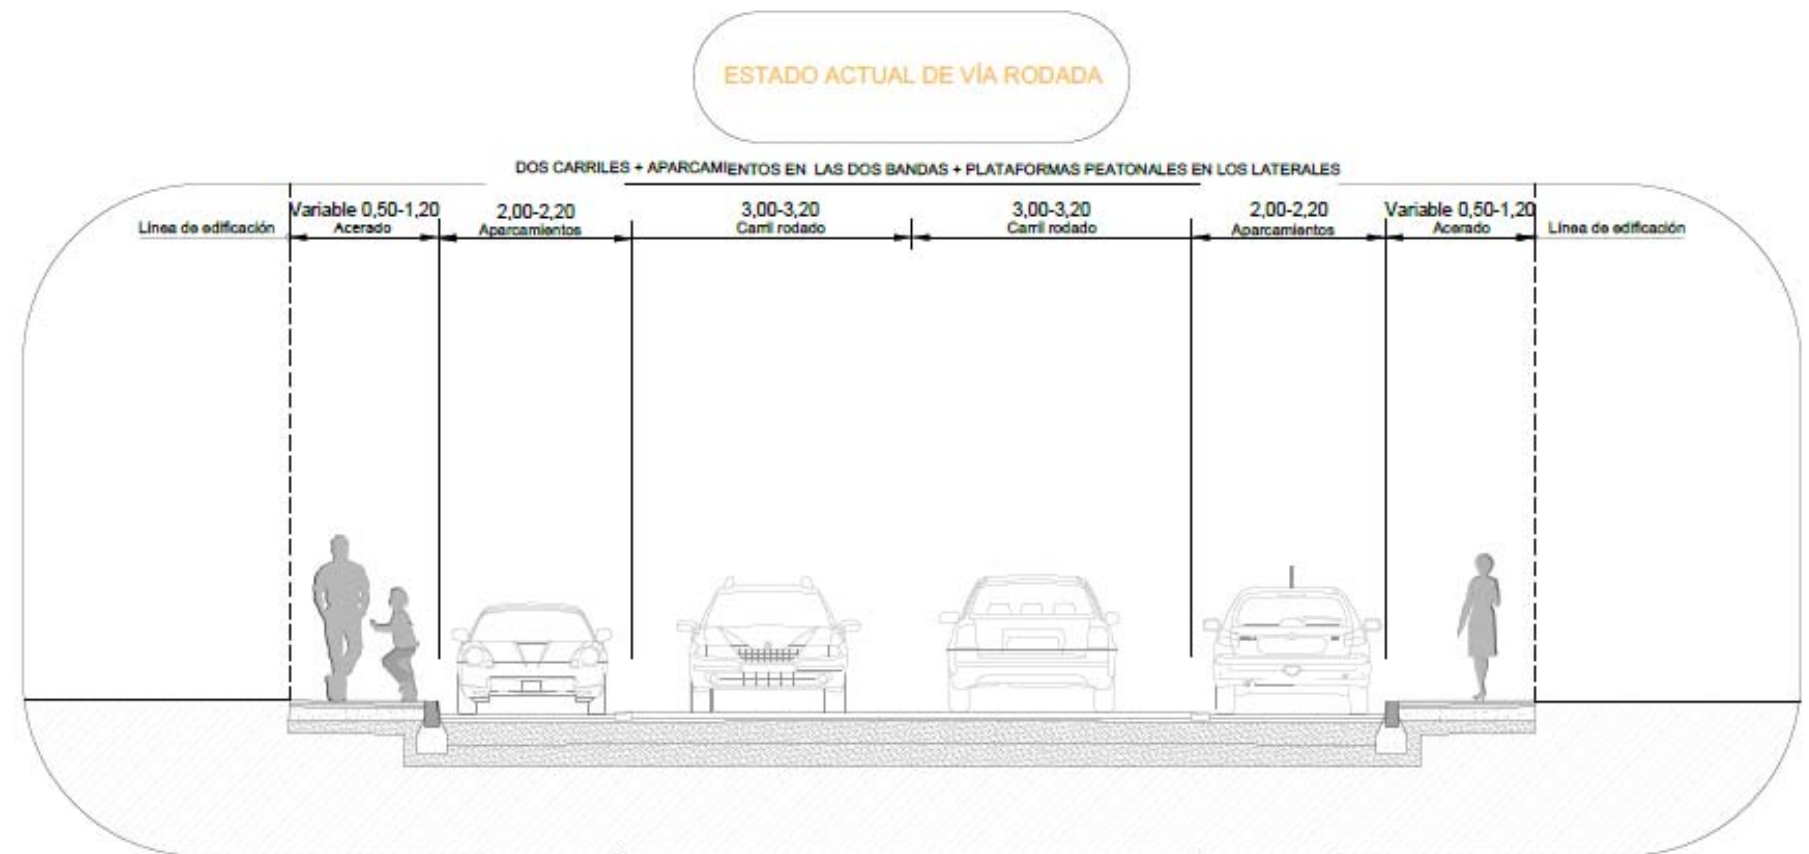 ESTADO ACTUAL DE VÍA RODADA
DOS CARRILES + APARCAMIENTOS EN LAS DOS BANDAS + PLATAFORMAS PEATONALES EN LOS LATERALES
Variable 0,50-1,20
Acerado
2,00-2,20
Aparcamientos
3,00-3,20
Carril rodado
3,00-3,20
Carril rodado
2,00-2,20
Aparcamientos
Variable 0,50-1,20
Acerado
Línea de edificación
Línea de edificación